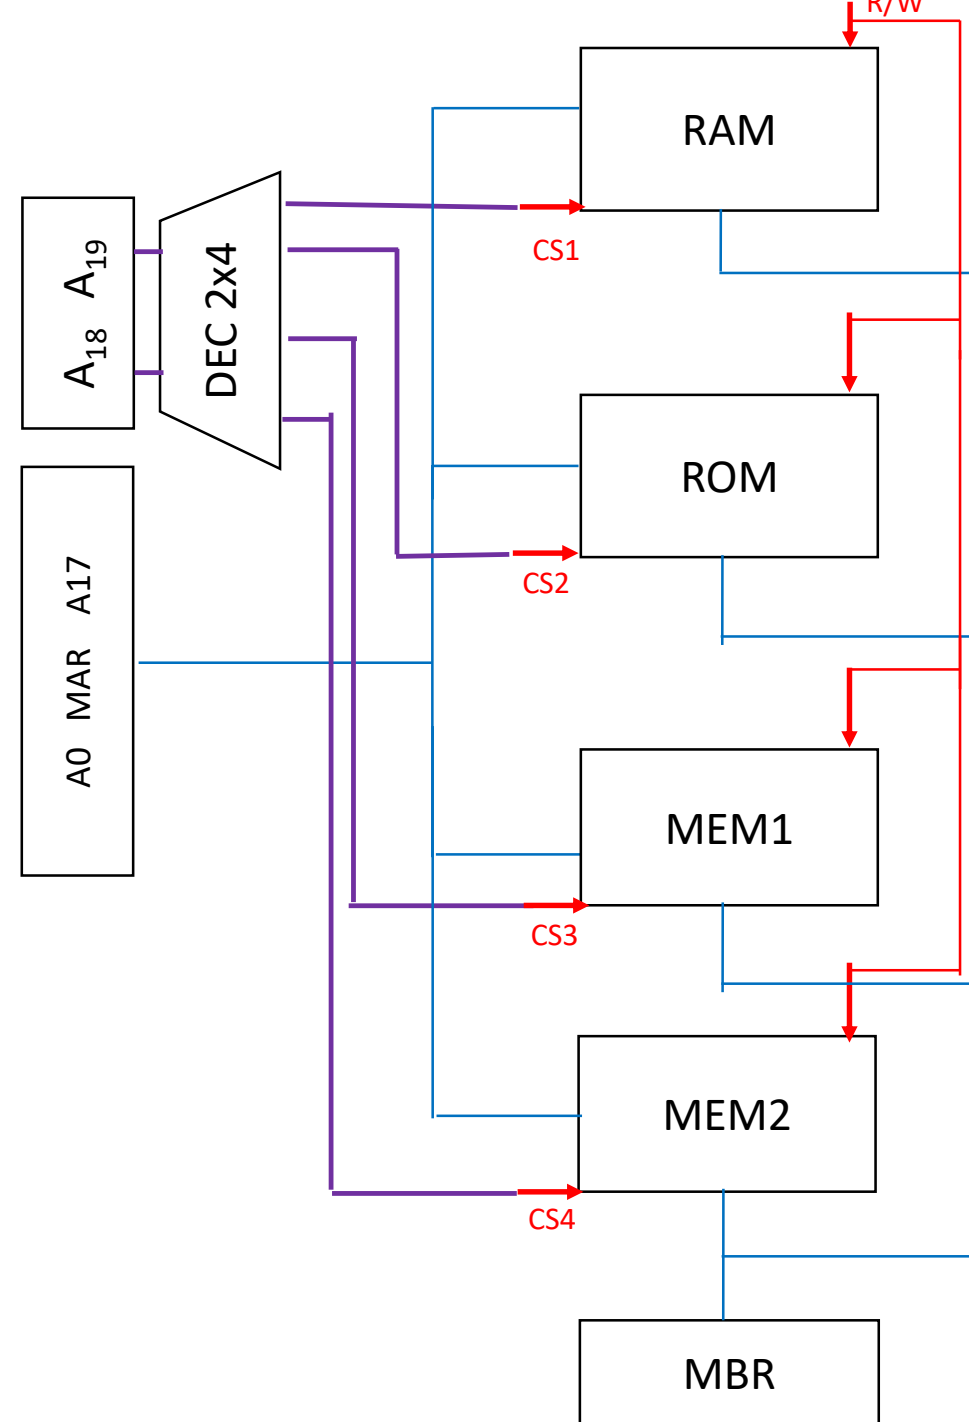 R/W
RAM
CS1
A18 A19
DEC 2x4
ROM
CS2
A0 MAR A17
MEM1
CS3
MEM2
CS4
MBR